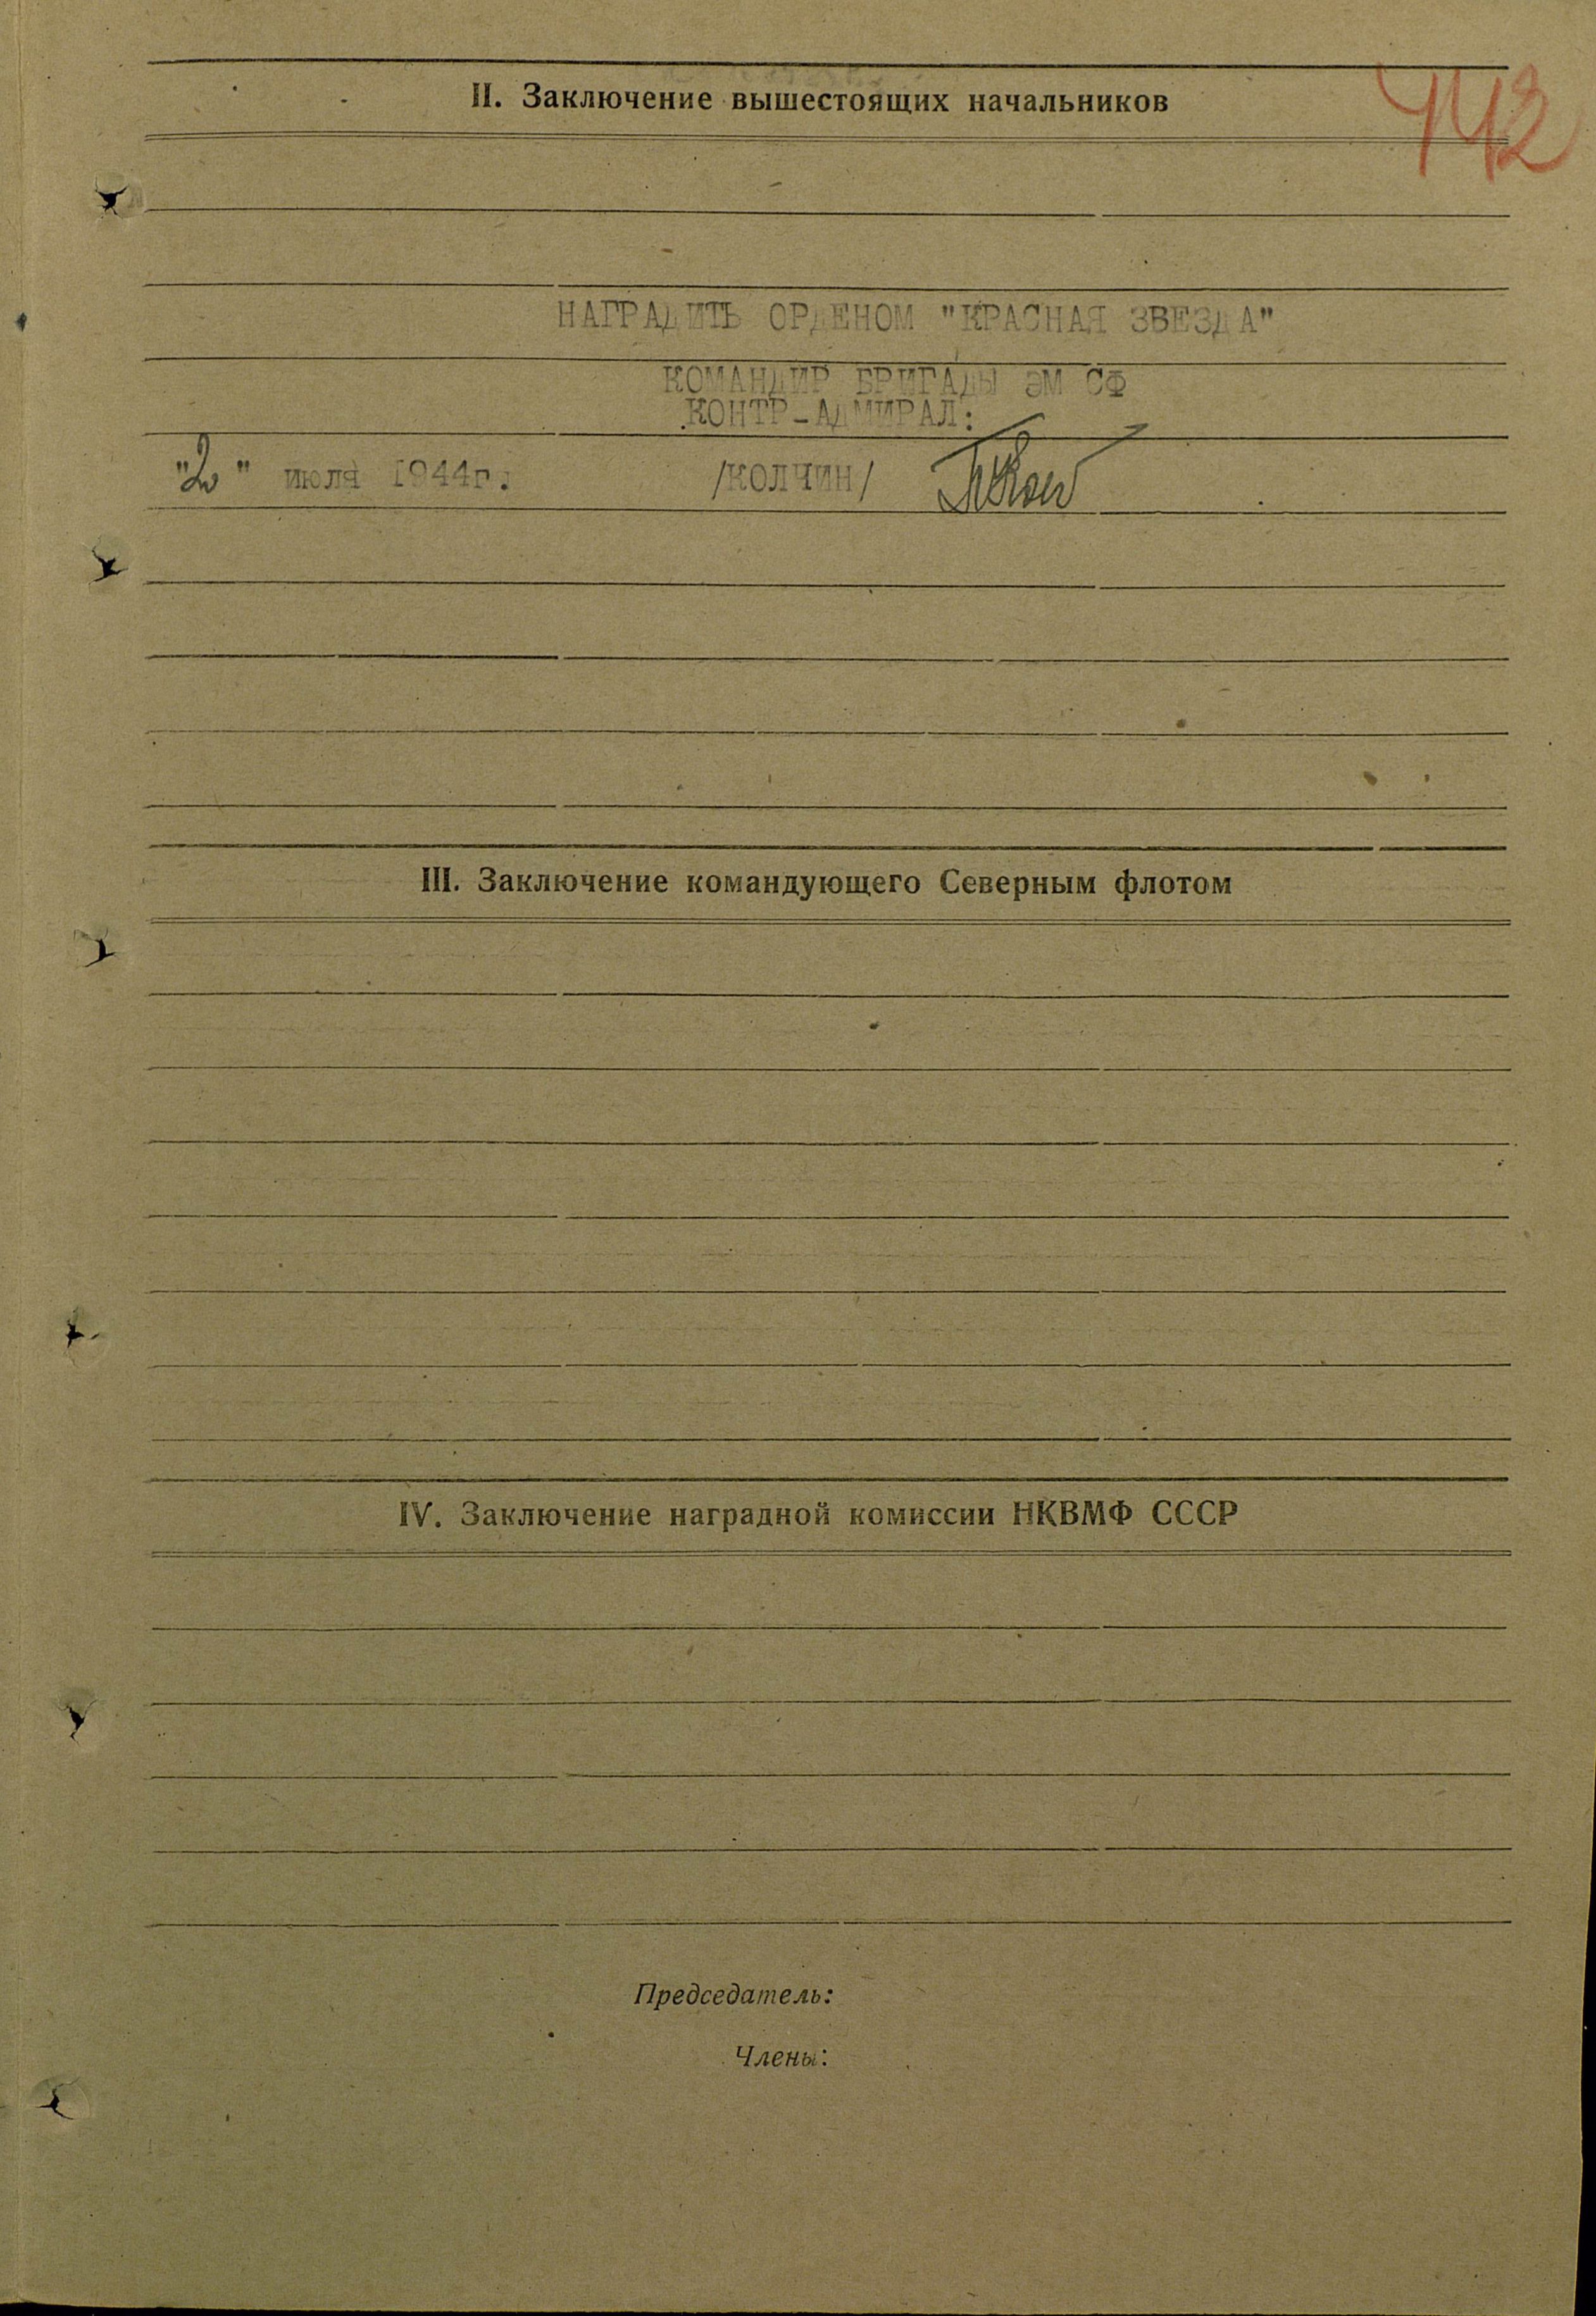 442
II. Заключение вышестоящих начальников
НАГРАДИТЬ ОРДЕНОМ "КРАСНАЯ ЗВЕЗДА"
КОМАНДИР БРИГАДЫ ЭМ СФ
КОНТР-АДМИРАЛ:
"2" июля 1944г. /КОЛЧИН/
III. Заключение командующего Северным флотом
IV. Заключение наградной комиссии НКВМФ СССР
Председатель:
Члены: